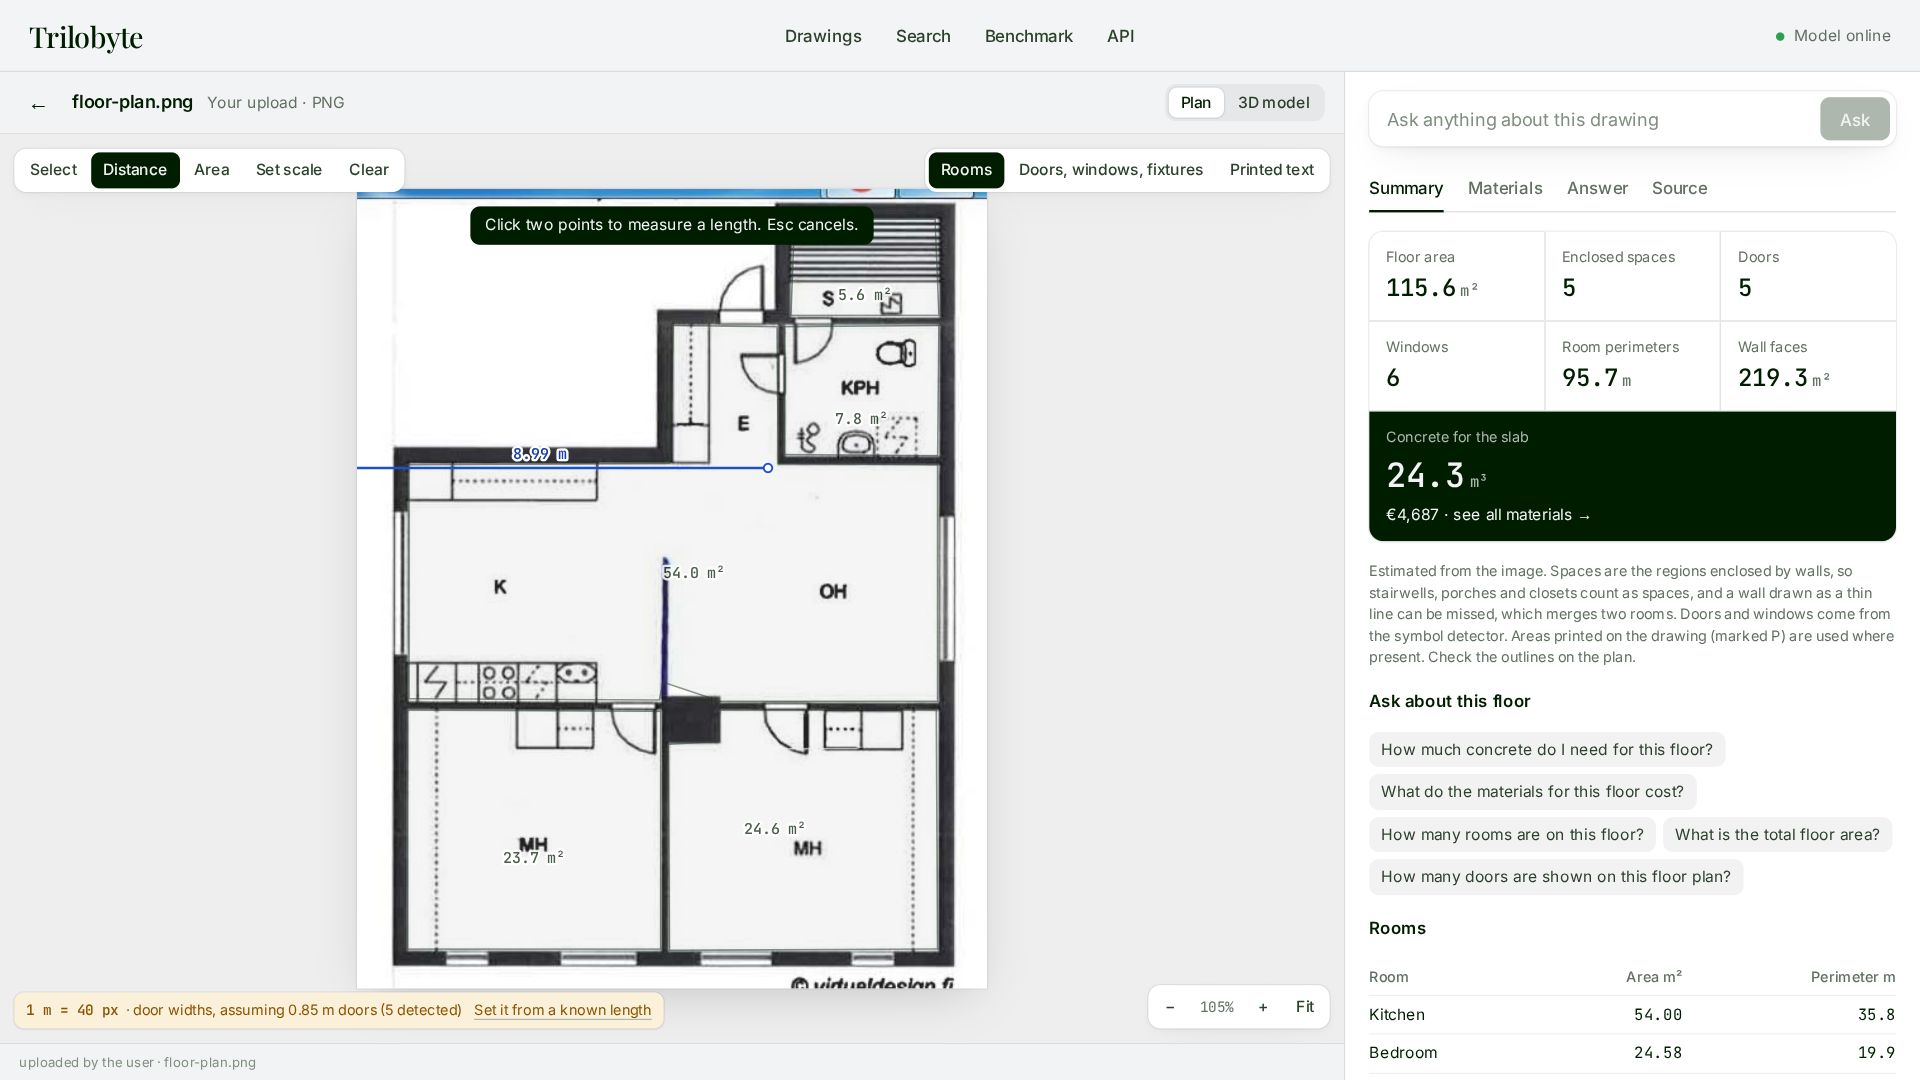 Trilobyte
Drawings
Search
Benchmark
API
Model online
←
floor-plan.png
Your upload · PNG
Plan
3D model
Select
Distance
Area
Set scale
Clear
Rooms
Doors, windows, fixtures
Printed text
Click two points to measure a length. Esc cancels.
S
5.6 m²
KPH
7.8 m²
E
8.99 m
54.0 m²
K
OH
MH
23.7 m²
24.6 m²
MH
© virtualdesign.fi
1 m = 40 px · door widths, assuming 0.85 m doors (5 detected) Set it from a known length
−
105%
+
Fit
uploaded by the user · floor-plan.png
Ask anything about this drawing
Ask
Summary
Materials
Answer
Source
Floor area
115.6 m²
Enclosed spaces
5
Doors
5
Windows
6
Room perimeters
95.7 m
Wall faces
219.3 m²
Concrete for the slab
24.3 m³
€4,687 · see all materials →
Estimated from the image. Spaces are the regions enclosed by walls, so
stairwells, porches and closets count as spaces, and a wall drawn as a thin
line can be missed, which merges two rooms. Doors and windows come from
the symbol detector. Areas printed on the drawing (marked P) are used where
present. Check the outlines on the plan.
Ask about this floor
How much concrete do I need for this floor?
What do the materials for this floor cost?
How many rooms are on this floor?
What is the total floor area?
How many doors are shown on this floor plan?
Rooms
Room Area m² Perimeter m
Kitchen 54.00 35.8
Bedroom 24.58 19.9